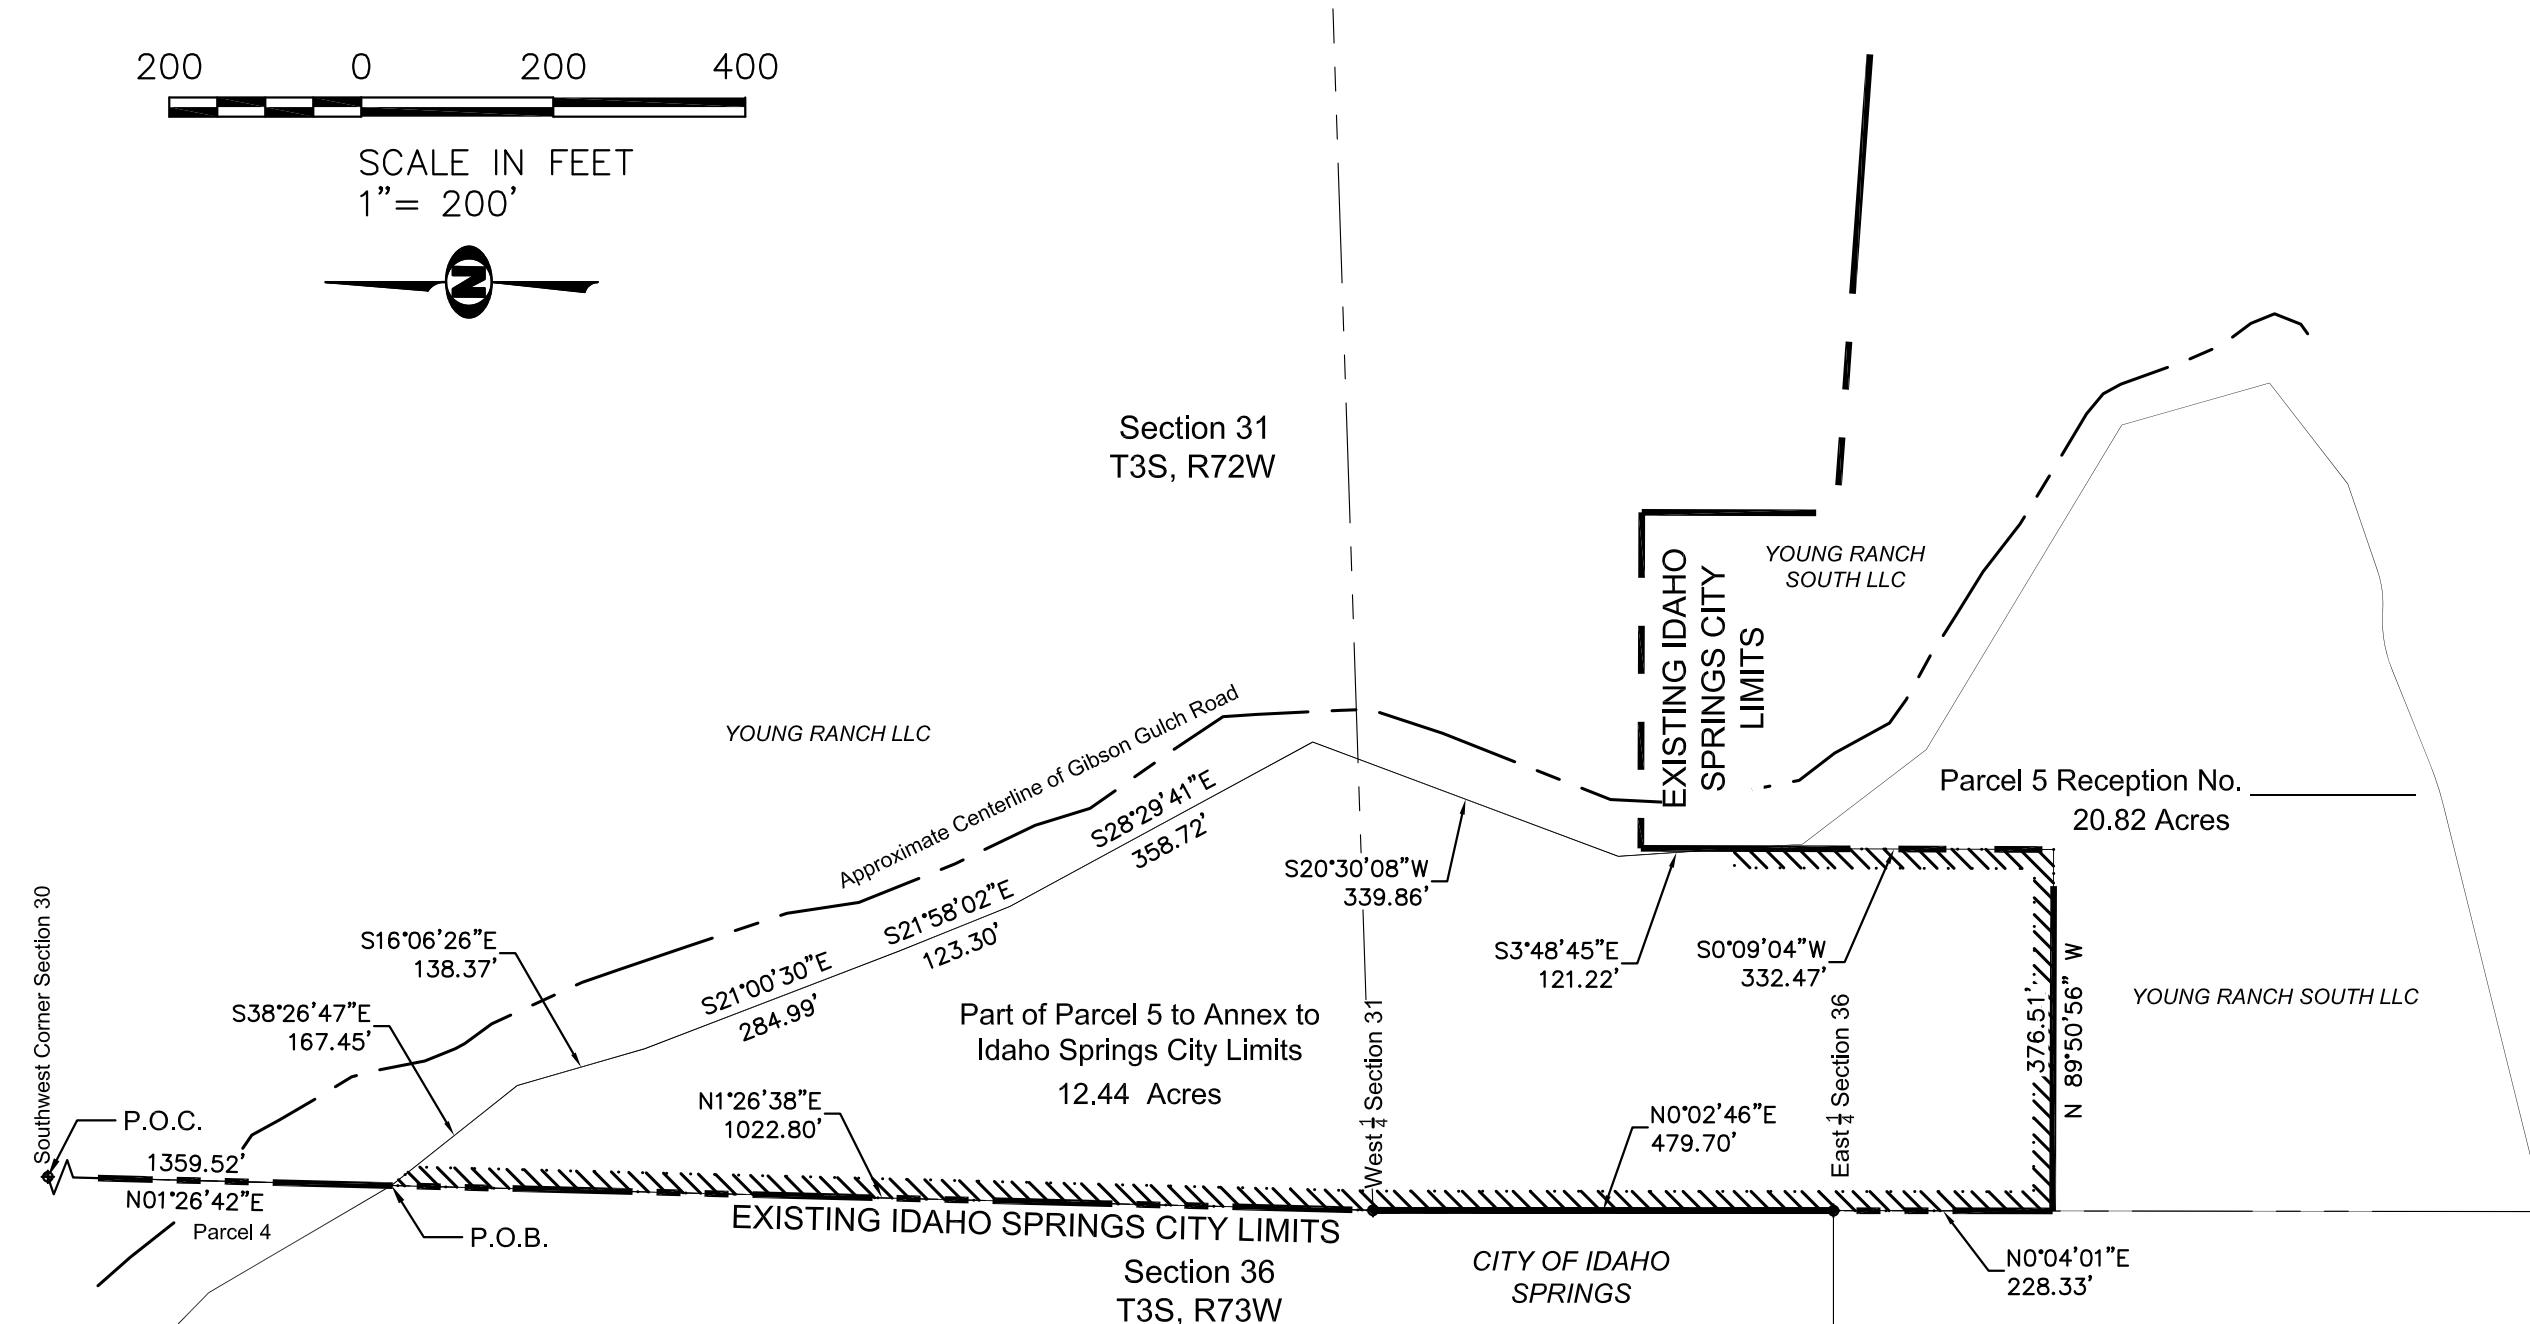 200 0 200 400
SCALE IN FEET
1"= 200'
N
Section 31
T3S, R72W
EXISTING IDAHO
SPRINGS CITY
LIMITS
YOUNG RANCH
SOUTH LLC
YOUNG RANCH LLC
Approximate Centerline of Gibson Gulch Road
Parcel 5 Reception No.
20.82 Acres
S28°29'41"E
358.72'
S20°30'08"W
339.86'
S21°58'02"E
123.30'
S21°00'30"E
284.99'
S16°06'26"E
138.37'
S38°26'47"E
167.45'
S3°48'45"E
121.22'
S0°09'04"W
332.47'
376.51'
N 89°50'56" W
YOUNG RANCH SOUTH LLC
Part of Parcel 5 to Annex to
Idaho Springs City Limits
12.44 Acres
Southwest Corner Section 30
P.O.C.
1359.52'
N01°26'42"E
Parcel 4
P.O.B.
N1°26'38"E
1022.80'
West 1/4 Section 31
N0°02'46"E
479.70'
East 1/4 Section 36
EXISTING IDAHO SPRINGS CITY LIMITS
Section 36
T3S, R73W
CITY OF IDAHO
SPRINGS
N0°04'01"E
228.33'